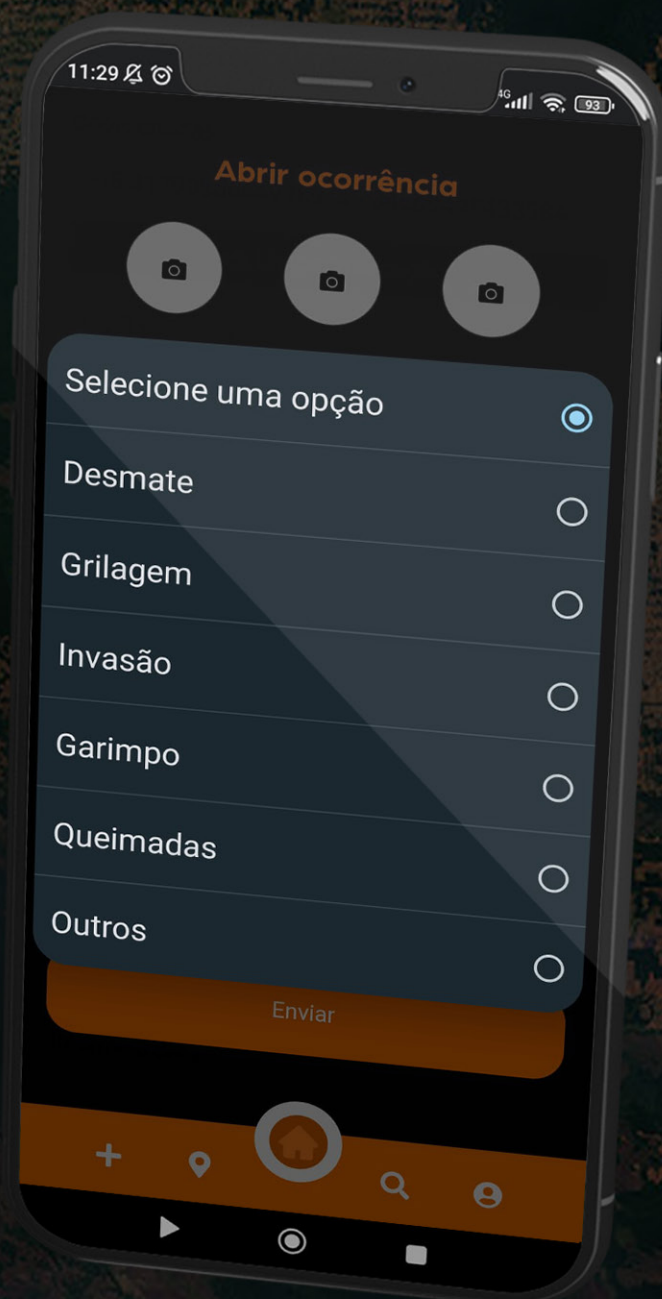 11:29
4G
93
Abrir ocorrência
Selecione uma opção
Desmate
Grilagem
Invasão
Garimpo
Queimadas
Outros
Enviar